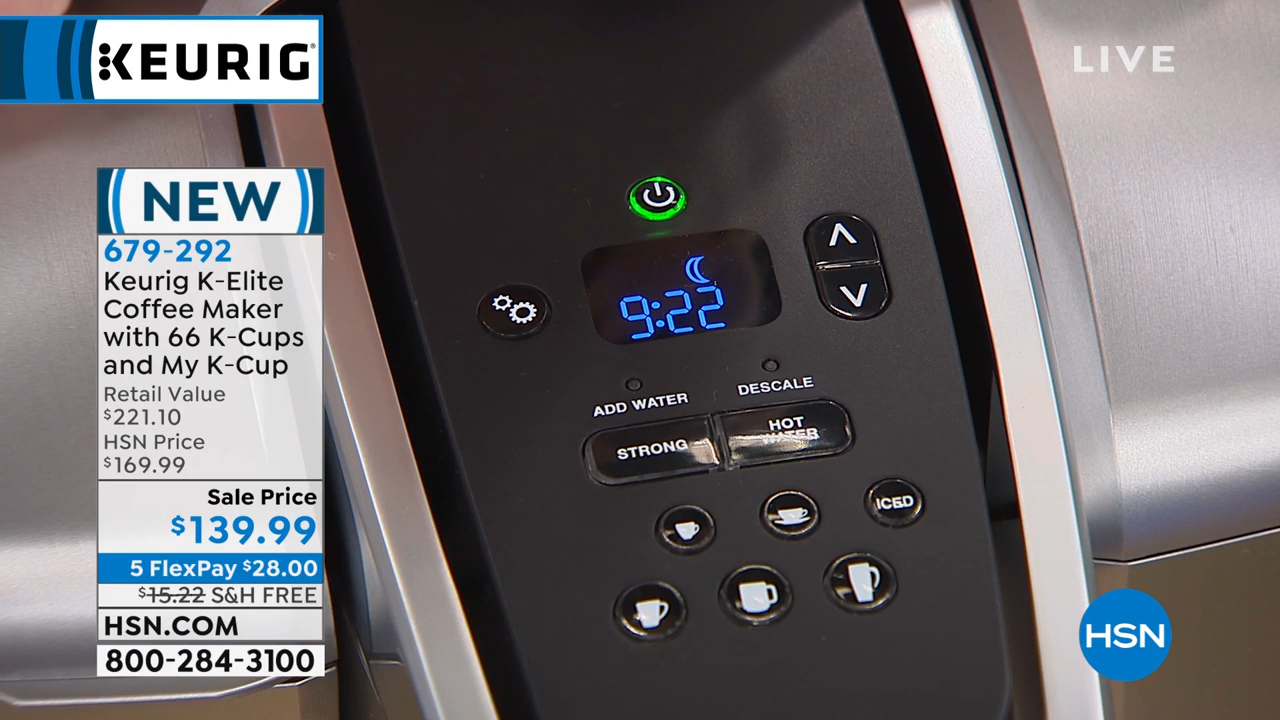 KEURIG
LIVE
NEW
679-292
Keurig K-Elite
Coffee Maker
with 66 K-Cups
and My K-Cup
Retail Value
$221.10
HSN Price
$169.99
Sale Price
$139.99
5 FlexPay $28.00
$15.22 S&H FREE
HSN.COM
800-284-3100
9:22
ADD WATER
DESCALE
STRONG
HOT
WATER
ICED
HSN